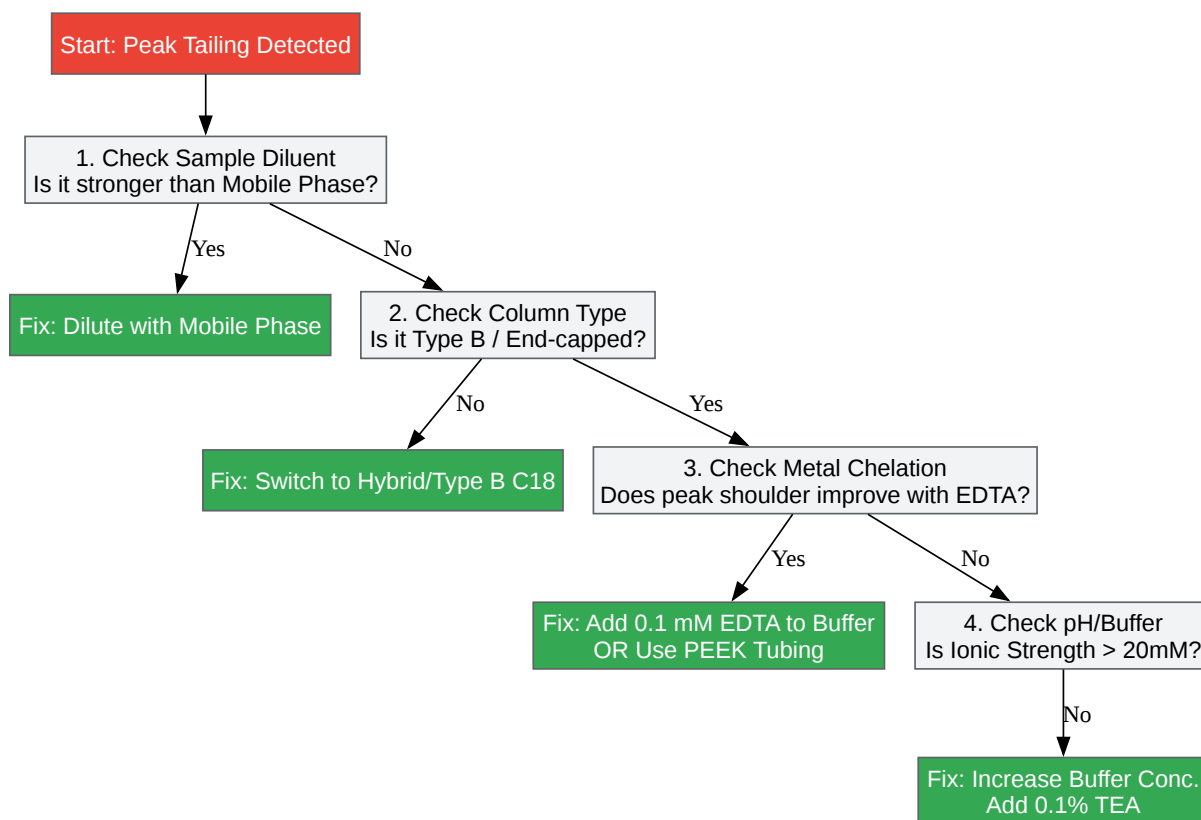 Start: Peak Tailing Detected
1. Check Sample Diluent
Is it stronger than Mobile Phase?
Yes
No
Fix: Dilute with Mobile Phase
2. Check Column Type
Is it Type B / End-capped?
No
Yes
Fix: Switch to Hybrid/Type B C18
3. Check Metal Chelation
Does peak shoulder improve with EDTA?
Yes
No
Fix: Add 0.1 mM EDTA to Buffer
OR Use PEEK Tubing
4. Check pH/Buffer
Is Ionic Strength > 20mM?
No
Fix: Increase Buffer Conc.
Add 0.1% TEA